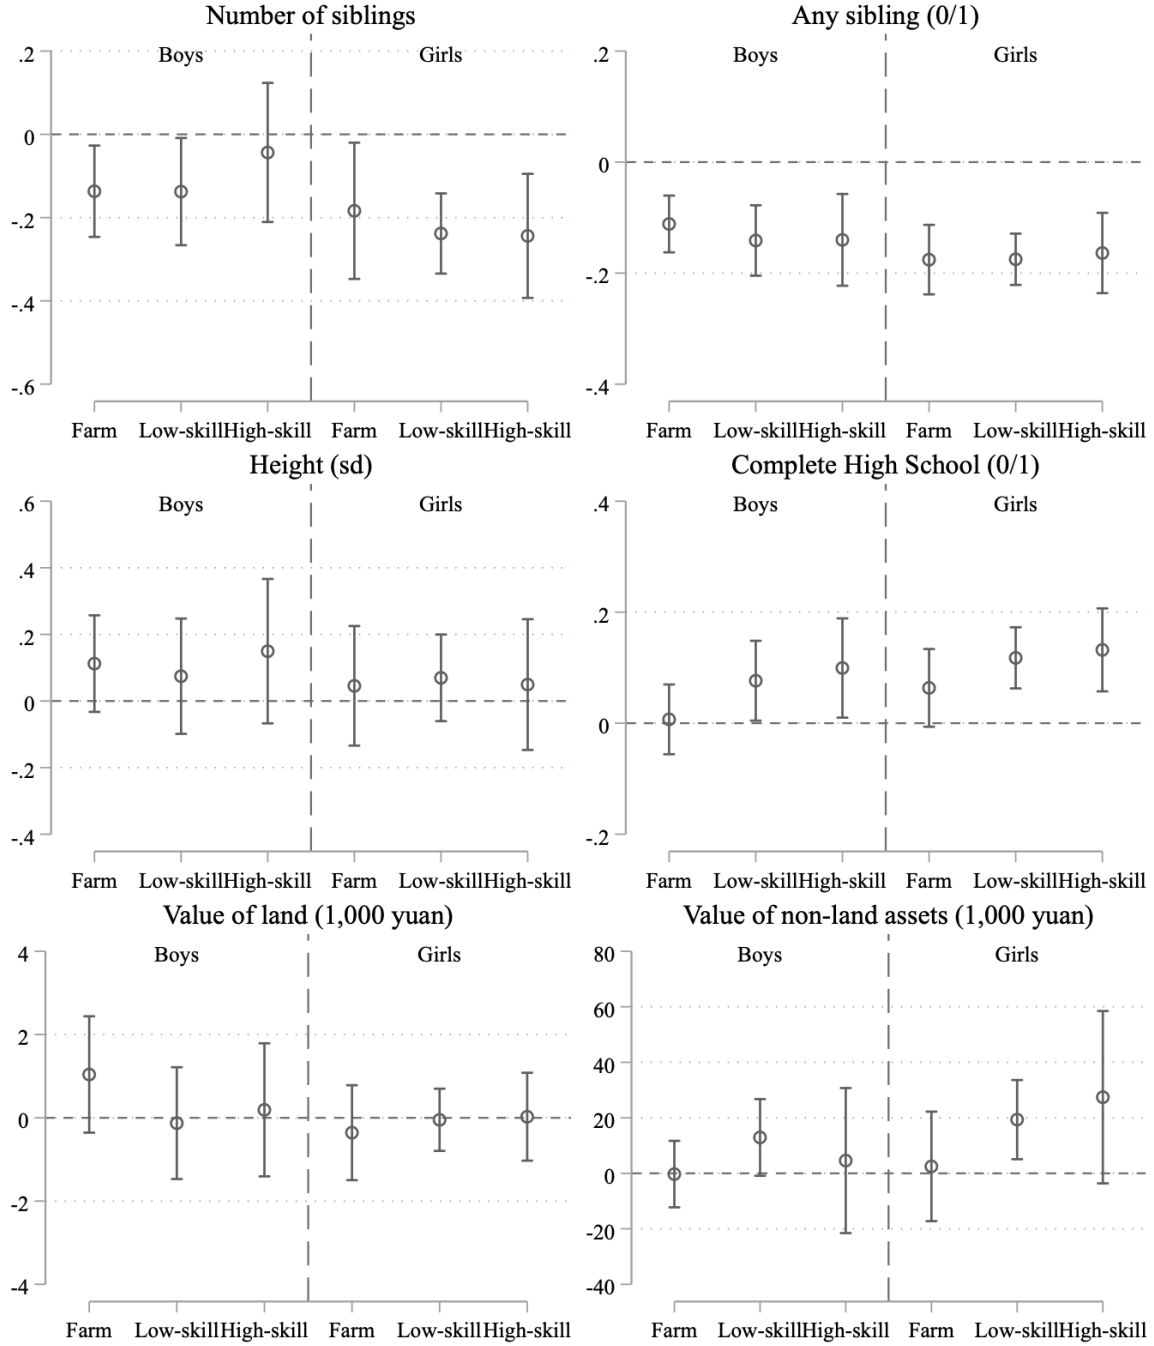 Number of siblings
Boys
Girls
.2
0
-.2
-.4
-.6
Farm Low-skill High-skill Farm Low-skill High-skill
Any sibling (0/1)
Boys
Girls
.2
0
-.2
-.4
Farm Low-skill High-skill Farm Low-skill High-skill
Height (sd)
Boys
Girls
.6
.4
.2
0
-.2
-.4
Farm Low-skill High-skill Farm Low-skill High-skill
Complete High School (0/1)
Boys
Girls
.4
.2
0
-.2
Farm Low-skill High-skill Farm Low-skill High-skill
Value of land (1,000 yuan)
Boys
Girls
4
2
0
-2
-4
Farm Low-skill High-skill Farm Low-skill High-skill
Value of non-land assets (1,000 yuan)
Boys
Girls
80
60
40
20
0
-20
-40
Farm Low-skill High-skill Farm Low-skill High-skill